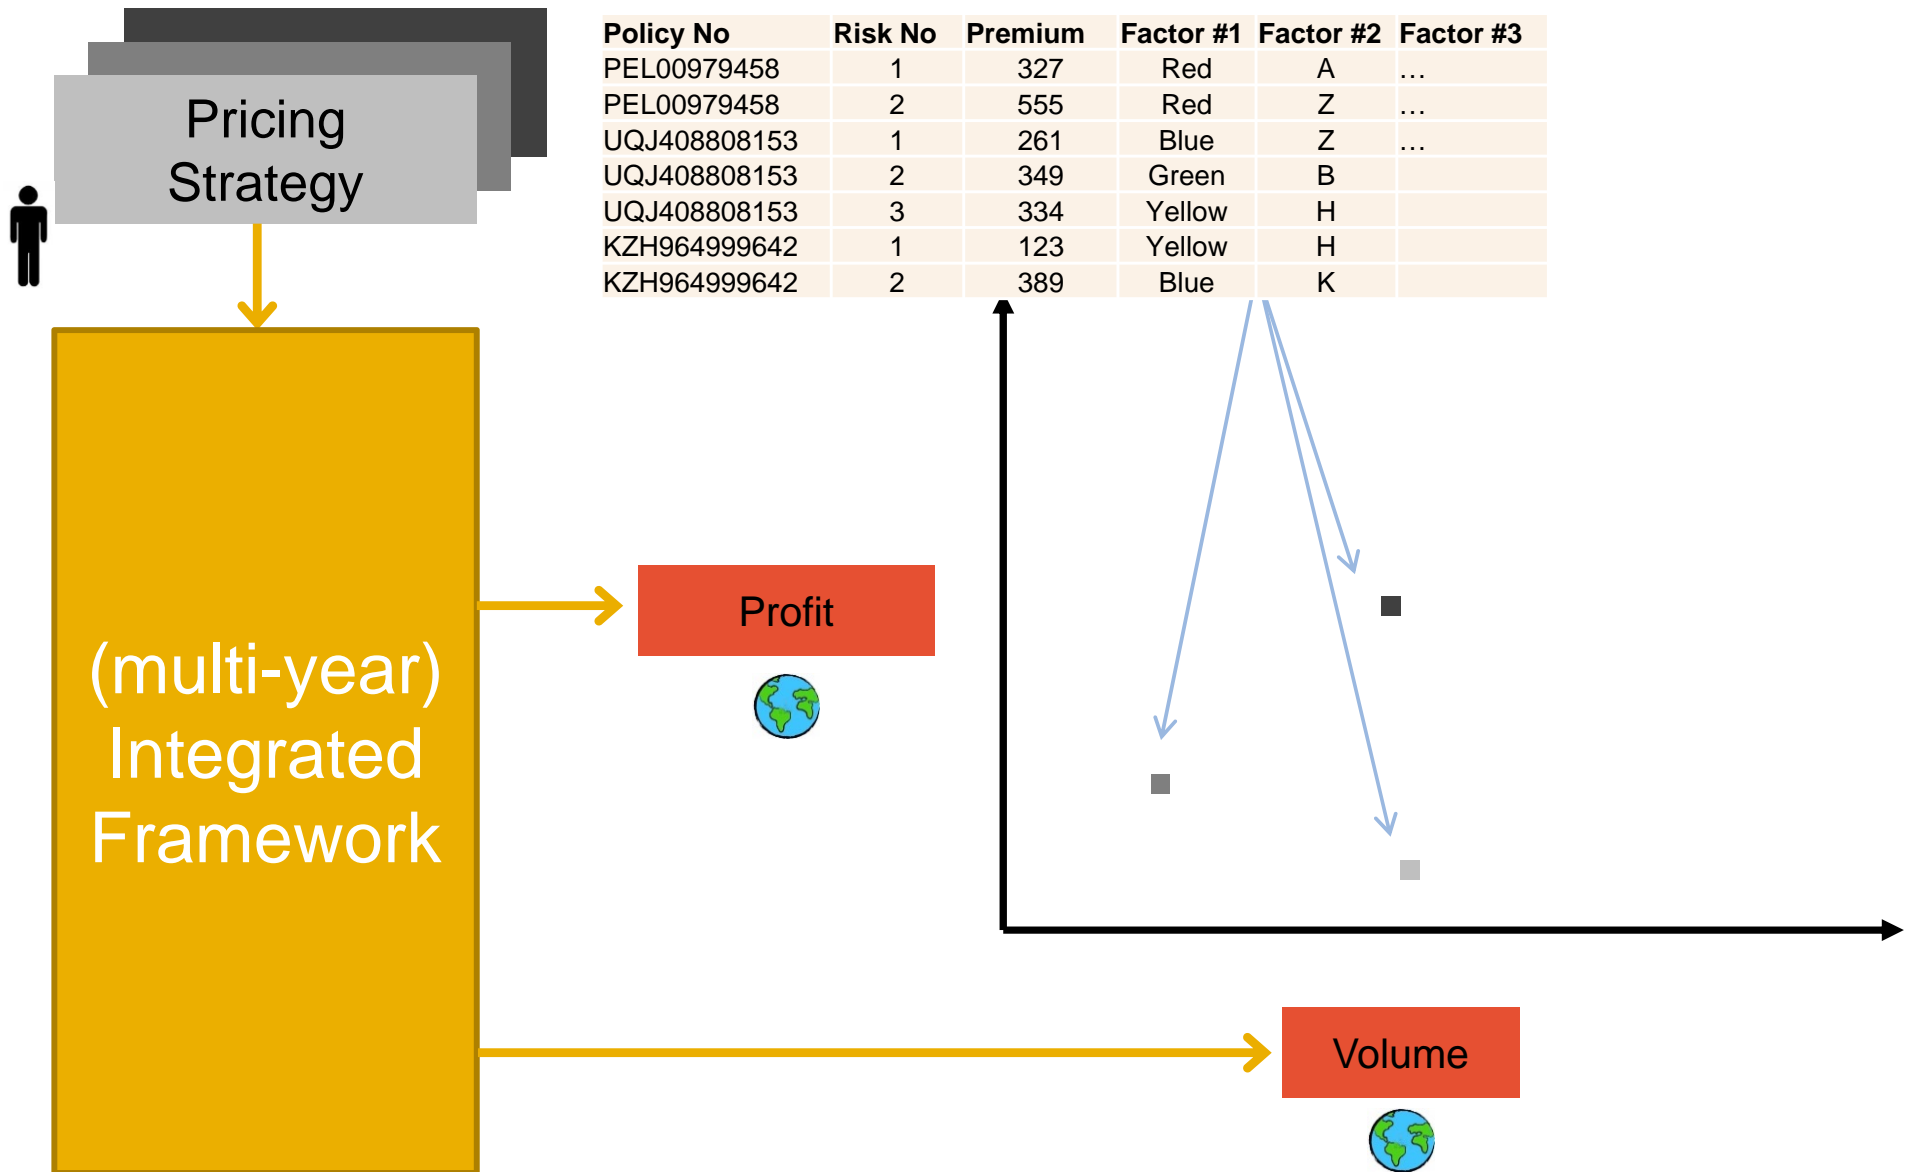 Pricing
Strategy
Policy No Risk No Premium Factor #1 Factor #2 Factor #3
PEL00979458 1 327 Red A …
PEL00979458 2 555 Red Z …
UQJ408808153 1 261 Blue Z …
UQJ408808153 2 349 Green B
UQJ408808153 3 334 Yellow H
KZH964999642 1 123 Yellow H
KZH964999642 2 389 Blue K
(multi-year)
Integrated
Framework
Profit
Volume